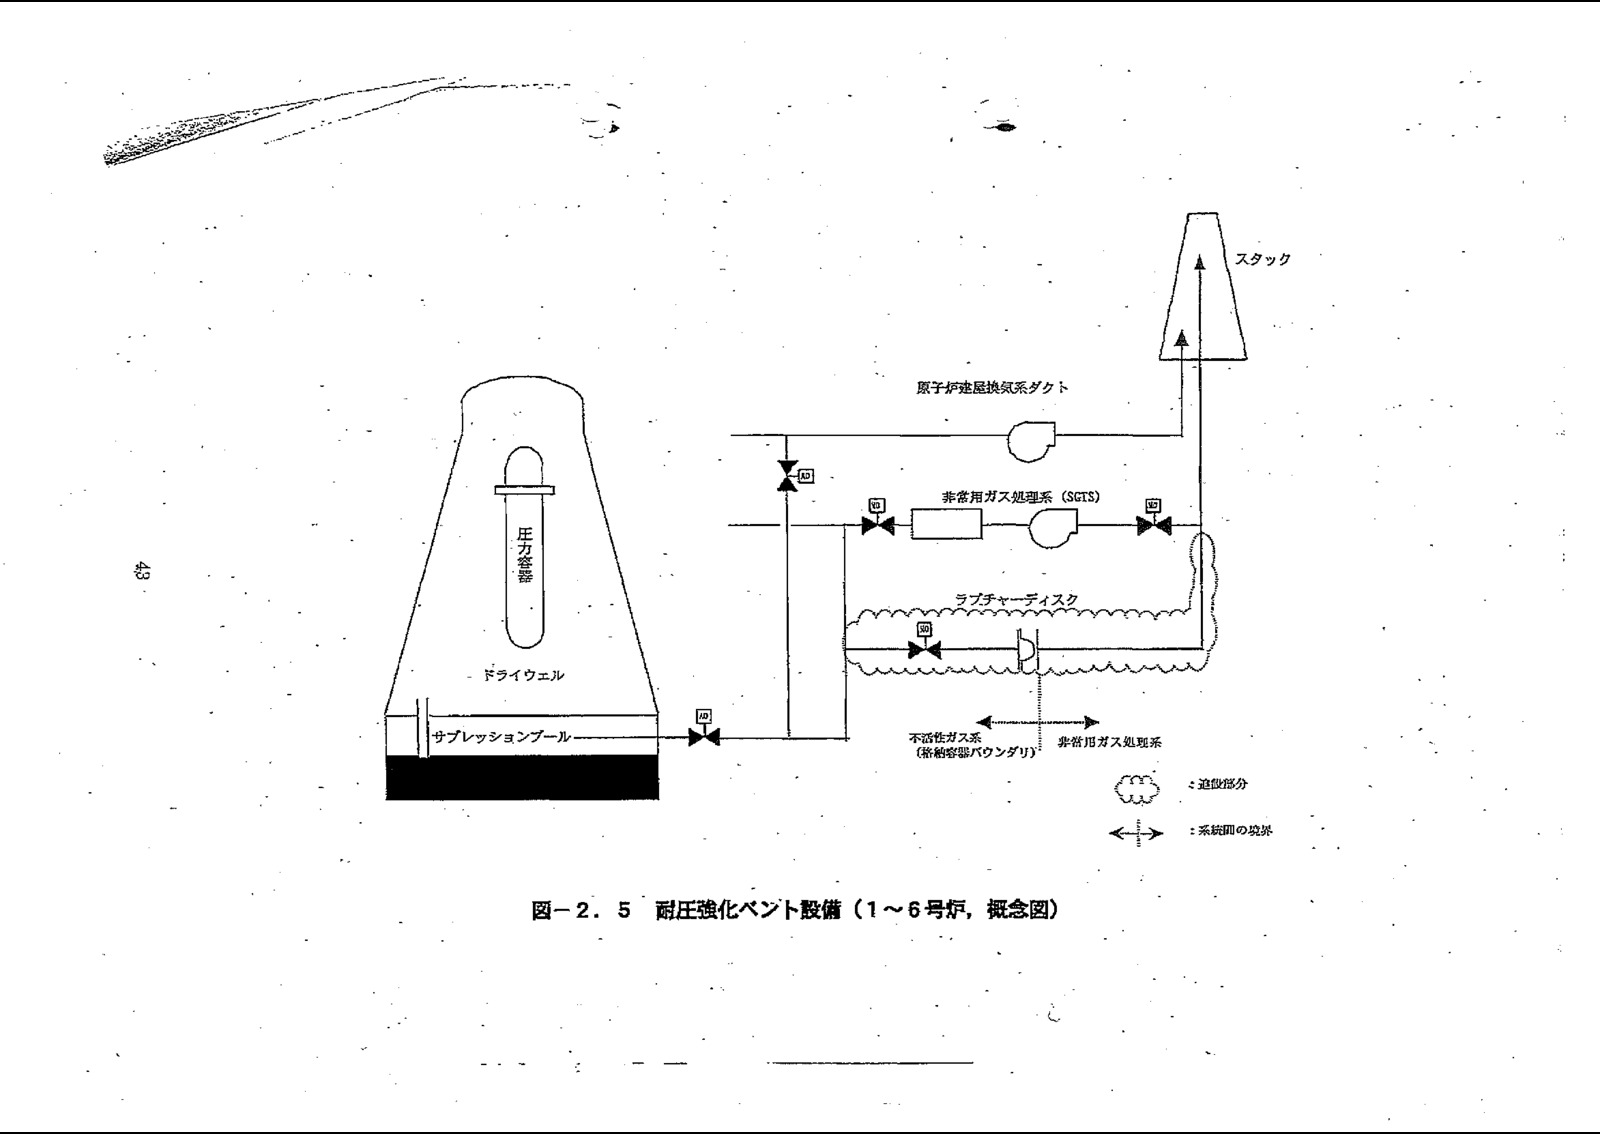 スタック
原子炉建屋換気系ダクト
AO
非常用ガス処理系（SGTS）
圧力容器
ラプチャーディスク
43
ドライウェル
サプレッションプール
AO
不活性ガス系
（格納容器バウンダリ）
非常用ガス処理系
：追設部分
：系統間の境界
図－２．５　耐圧強化ベント設備（１～６号炉，概念図）